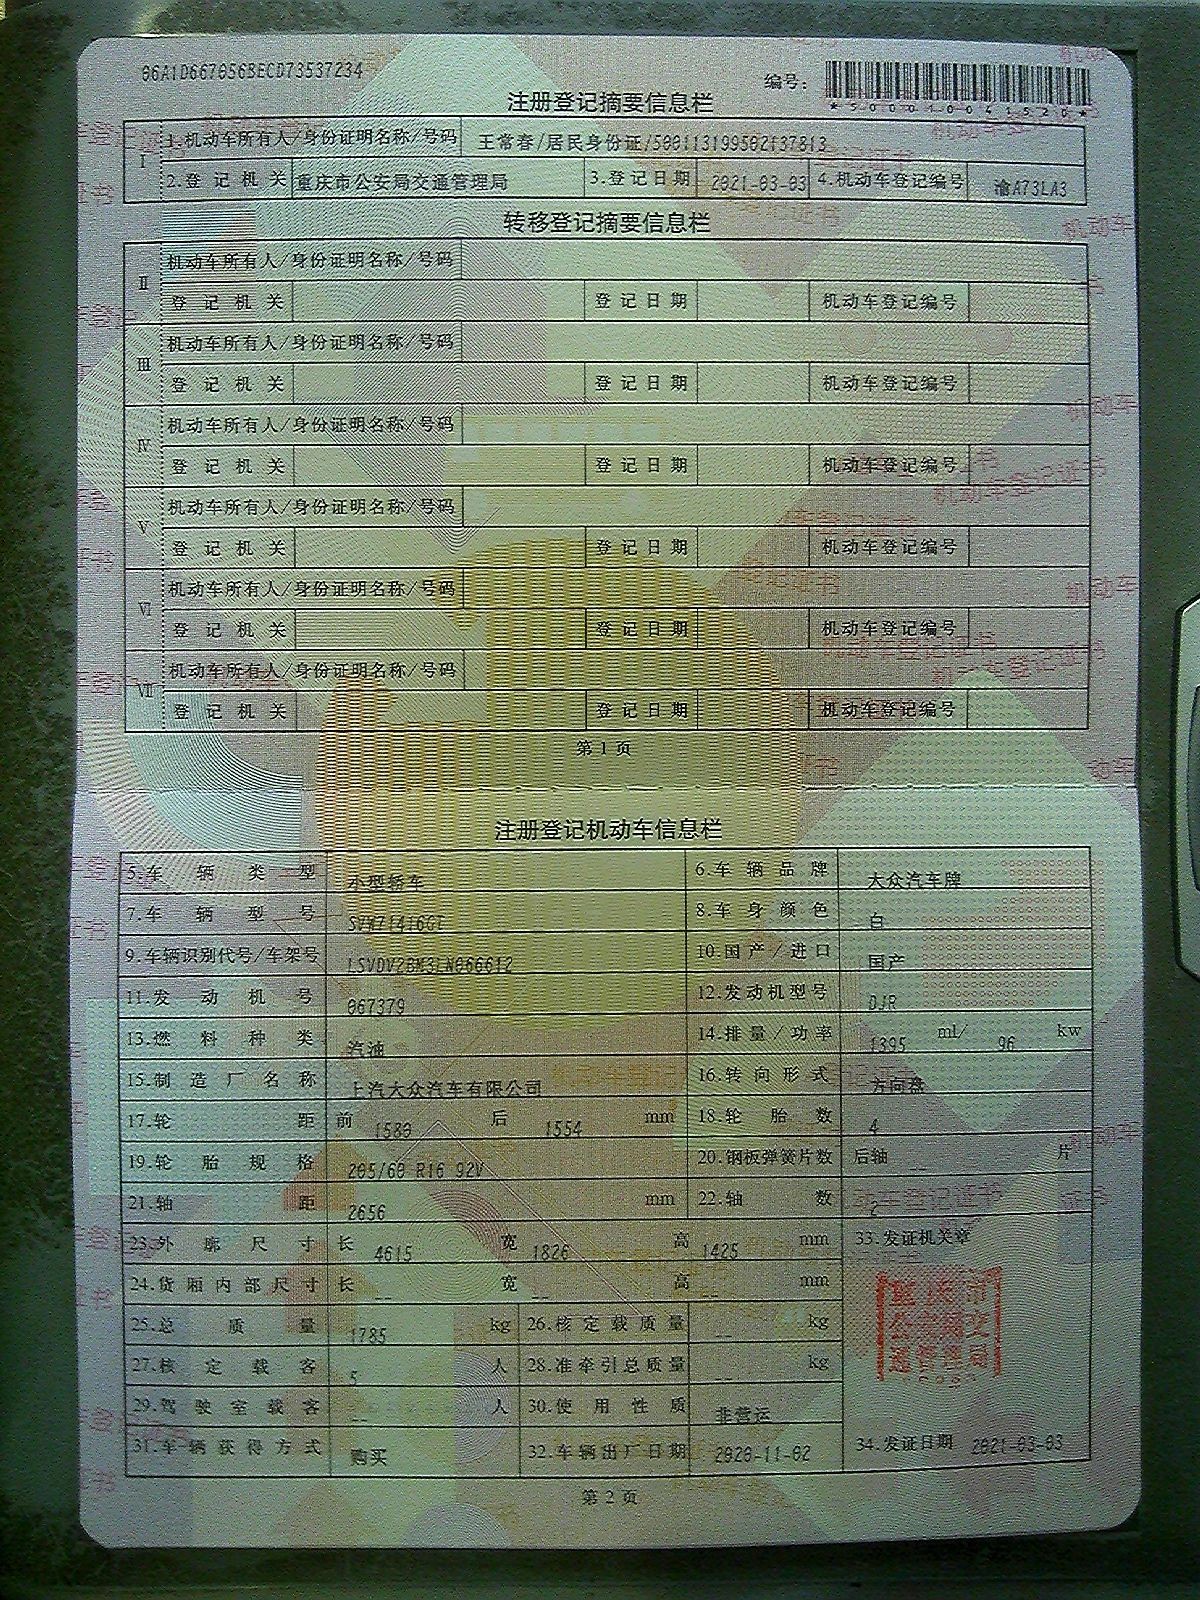 06A1D667056BECD73537234
编号：
*500010041520*
注册登记摘要信息栏
Ⅰ 1.机动车所有人/身份证明名称/号码 王常春/居民身份证/500113199502137813
2.登记机关 重庆市公安局交通管理局 3.登记日期 2021-03-03 4.机动车登记编号 渝A73LA3
转移登记摘要信息栏
Ⅱ 机动车所有人/身份证明名称/号码
登记机关 登记日期 机动车登记编号
Ⅲ 机动车所有人/身份证明名称/号码
登记机关 登记日期 机动车登记编号
Ⅳ 机动车所有人/身份证明名称/号码
登记机关 登记日期 机动车登记编号
Ⅴ 机动车所有人/身份证明名称/号码
登记机关 登记日期 机动车登记编号
Ⅵ 机动车所有人/身份证明名称/号码
登记机关 登记日期 机动车登记编号
Ⅶ 机动车所有人/身份证明名称/号码
登记机关 登记日期 机动车登记编号
第 1 页
注册登记机动车信息栏
5.车辆类型 小型轿车 6.车辆品牌 大众汽车牌
7.车辆型号 8.车身颜色 白
9.车辆识别代号/车架号 LSVDV2BM3LN066612 10.国产/进口 国产
11.发动机号 067379 12.发动机型号 DJR
13.燃料种类 汽油 14.排量/功率 1395 ml/ 96 kw
15.制造厂名称 上汽大众汽车有限公司 16.转向形式 方向盘
17.轮距 前 1580 后 1554 mm 18.轮胎数 4
19.轮胎规格 205/60 R16 92V 20.钢板弹簧片数 后轴 -- 片
21.轴距 2656 mm 22.轴数 2
23.外廓尺寸 长 4615 宽 1826 高 1425 mm 33.发证机关章
24.货厢内部尺寸 长 -- 宽 -- 高 -- mm
重庆市公安局交通管理局
25.总质量 1785 kg 26.核定载质量 -- kg
27.核定载客 5 人 28.准牵引总质量 -- kg
29.驾驶室载客 -- 人 30.使用性质 非营运
31.车辆获得方式 购买 32.车辆出厂日期 2020-11-02 34.发证日期 2021-03-03
第 2 页